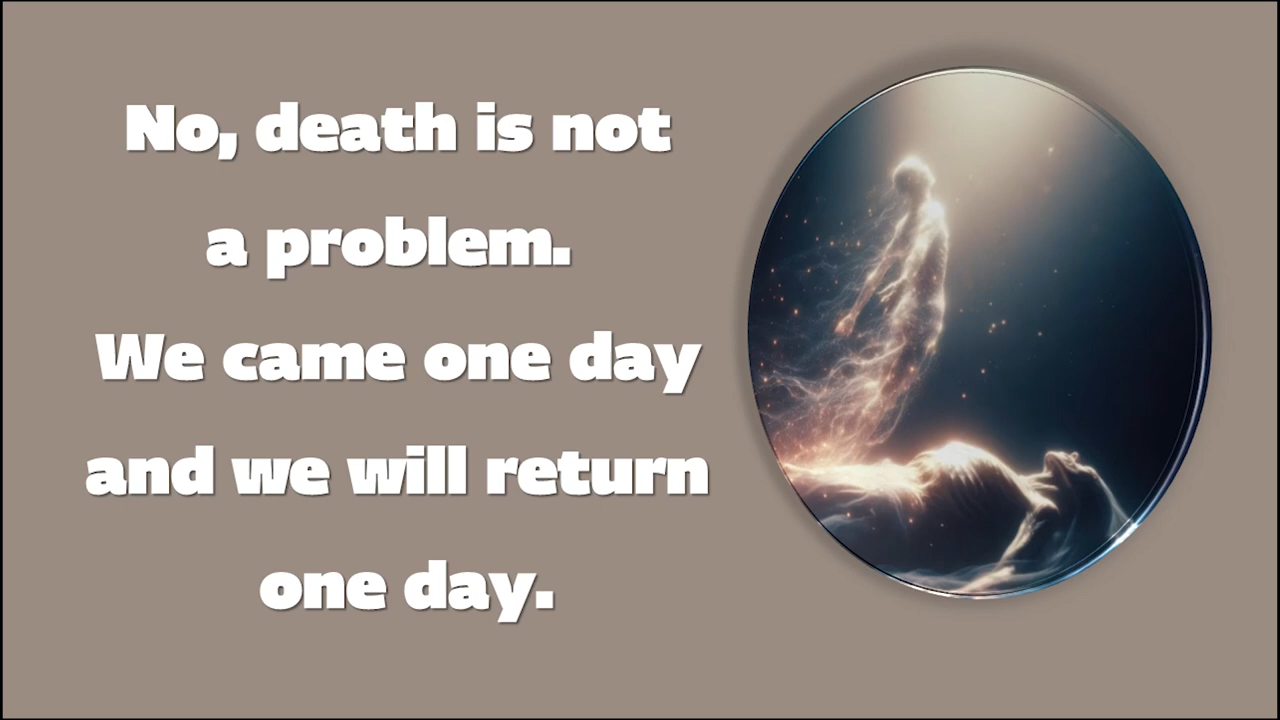 No, death is not
a problem.
We came one day
and we will return
one day.